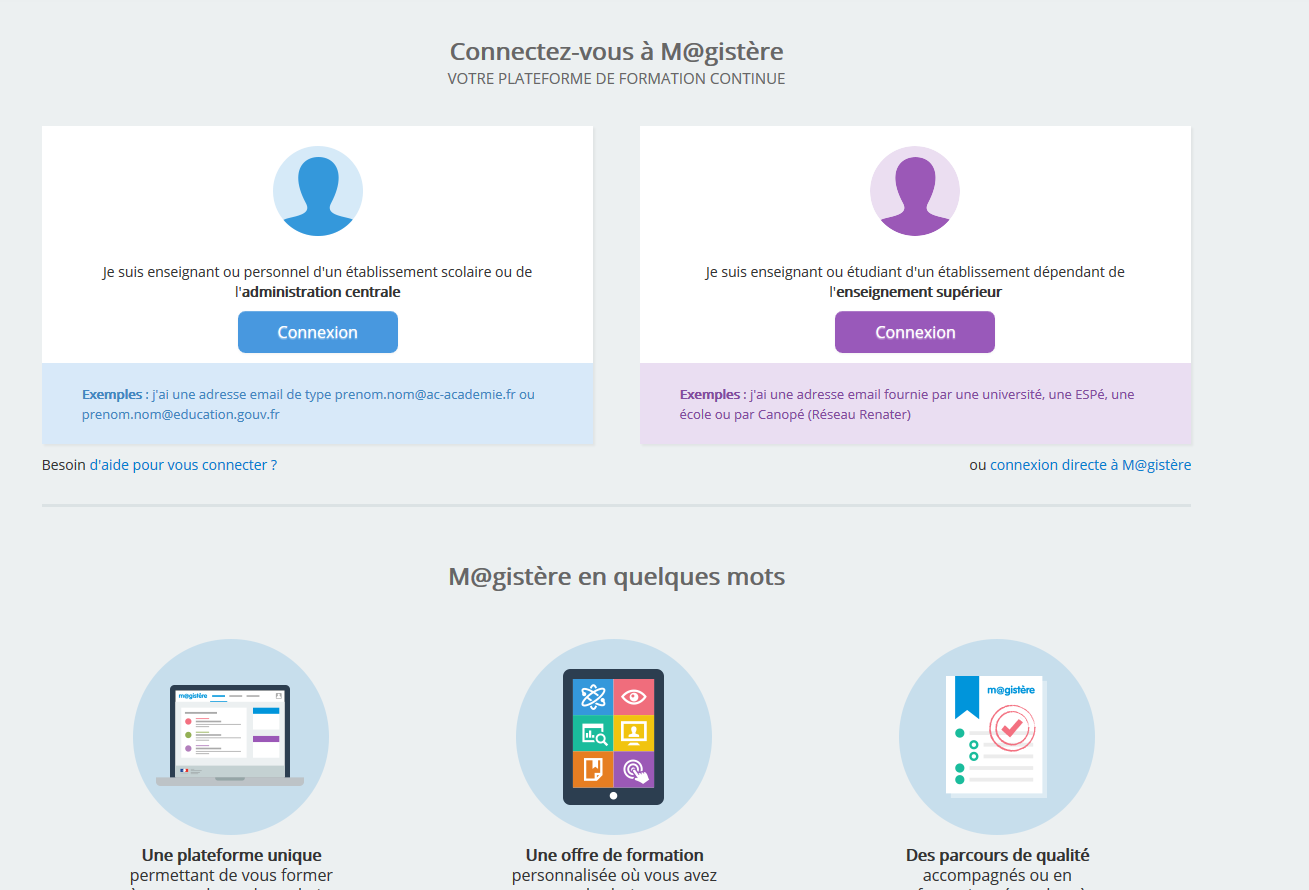 Connectez-vous à M@gistère
VOTRE PLATEFORME DE FORMATION CONTINUE
Je suis enseignant ou personnel d'un établissement scolaire ou de
l'administration centrale
Connexion
Exemples : j'ai une adresse email de type prenom.nom@ac-academie.fr ou
prenom.nom@education.gouv.fr
Besoin d'aide pour vous connecter ?
Je suis enseignant ou étudiant d'un établissement dépendant de
l'enseignement supérieur
Connexion
Exemples : j'ai une adresse email fournie par une université, une ESPé, une
école ou par Canopé (Réseau Renater)
ou connexion directe à M@gistère
M@gistère en quelques mots
m@gistère
m@gistère
Une plateforme unique
permettant de vous former
Une offre de formation
personnalisée où vous avez
Des parcours de qualité
accompagnés ou en